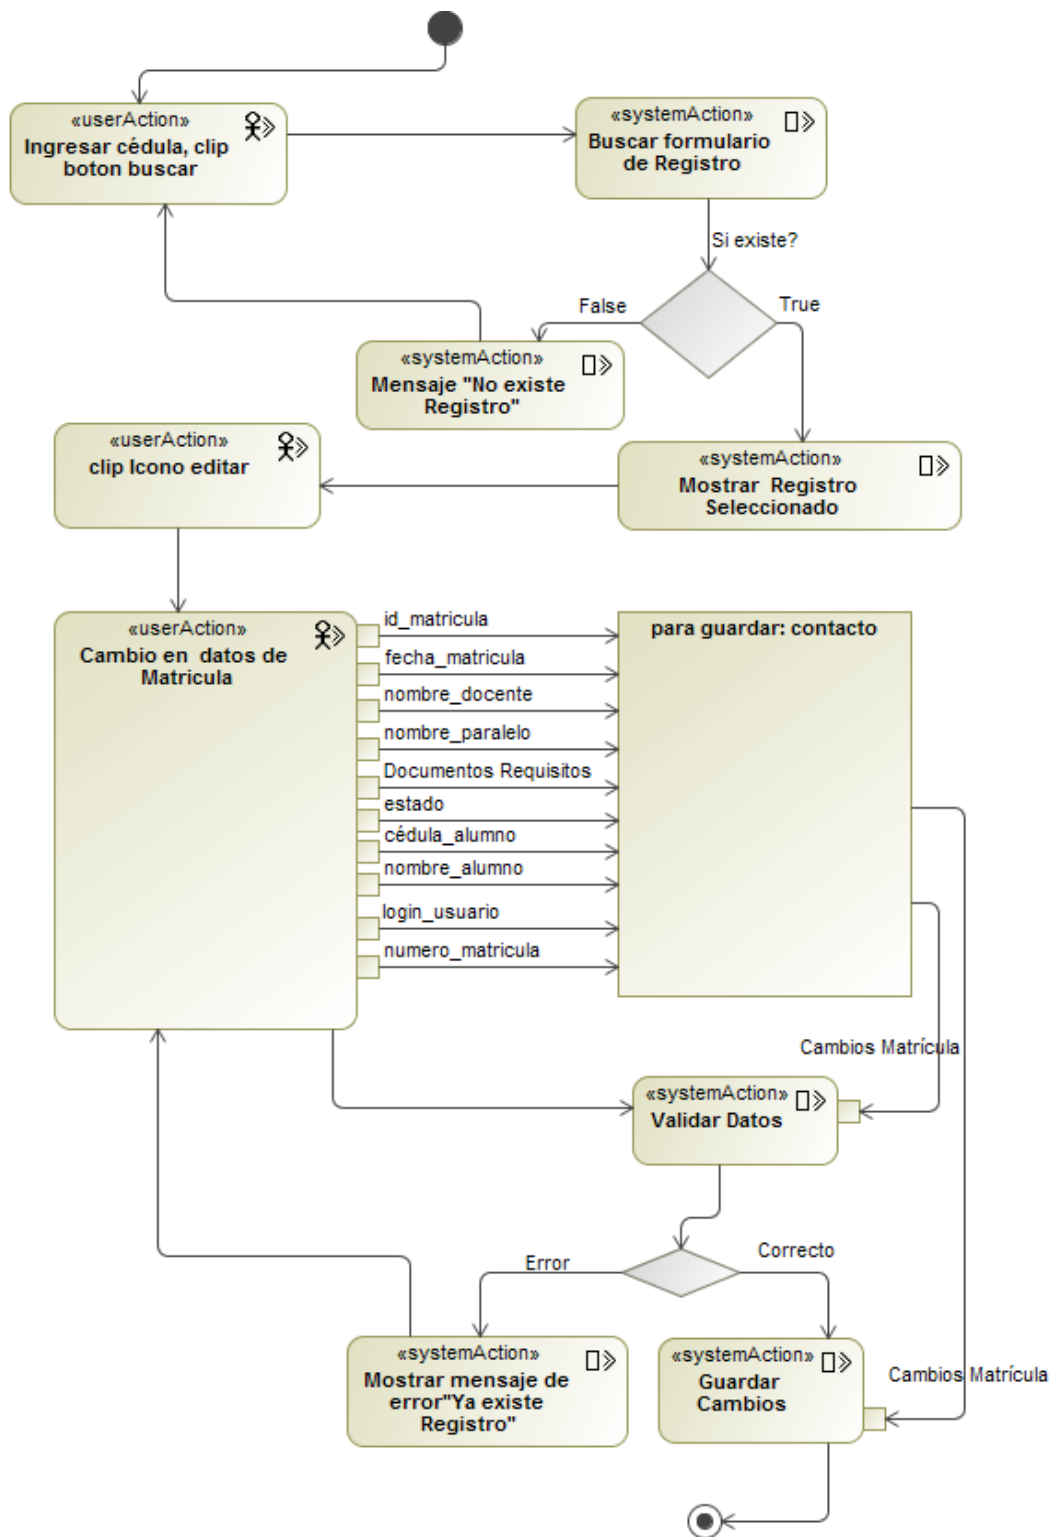 «userAction»
Ingresar cédula, clip
boton buscar
«systemAction»
Buscar formulario
de Registro
Si existe?
False
True
«systemAction»
Mensaje "No existe
Registro"
«userAction»
clip Icono editar
«systemAction»
Mostrar  Registro
Seleccionado
«userAction»
Cambio en  datos de
Matricula
id_matricula
fecha_matricula
nombre_docente
nombre_paralelo
Documentos Requisitos
estado
cédula_alumno
nombre_alumno
login_usuario
numero_matricula
para guardar: contacto
Cambios Matrícula
«systemAction»
Validar Datos
Error
Correcto
«systemAction»
Mostrar mensaje de
error"Ya existe
Registro"
«systemAction»
Guardar
Cambios
Cambios Matrícula